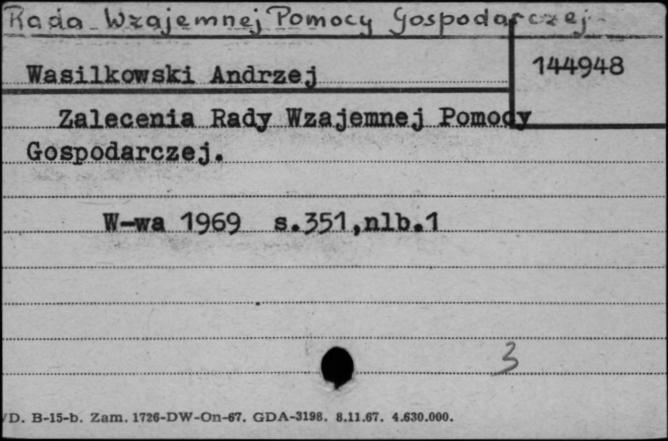 Rada Wzajemnej Pomocy Gospodarczej
Wasilkowski Andrzej
144948
Zalecenia Rady Wzajemnej Pomocy
Gospodarczej.
W-wa 1969 s.351,nlb.1
3
/D. B-15-b. Zam. 1726-DW-On-67. GDA-3198. 8.11.67. 4.630.000.